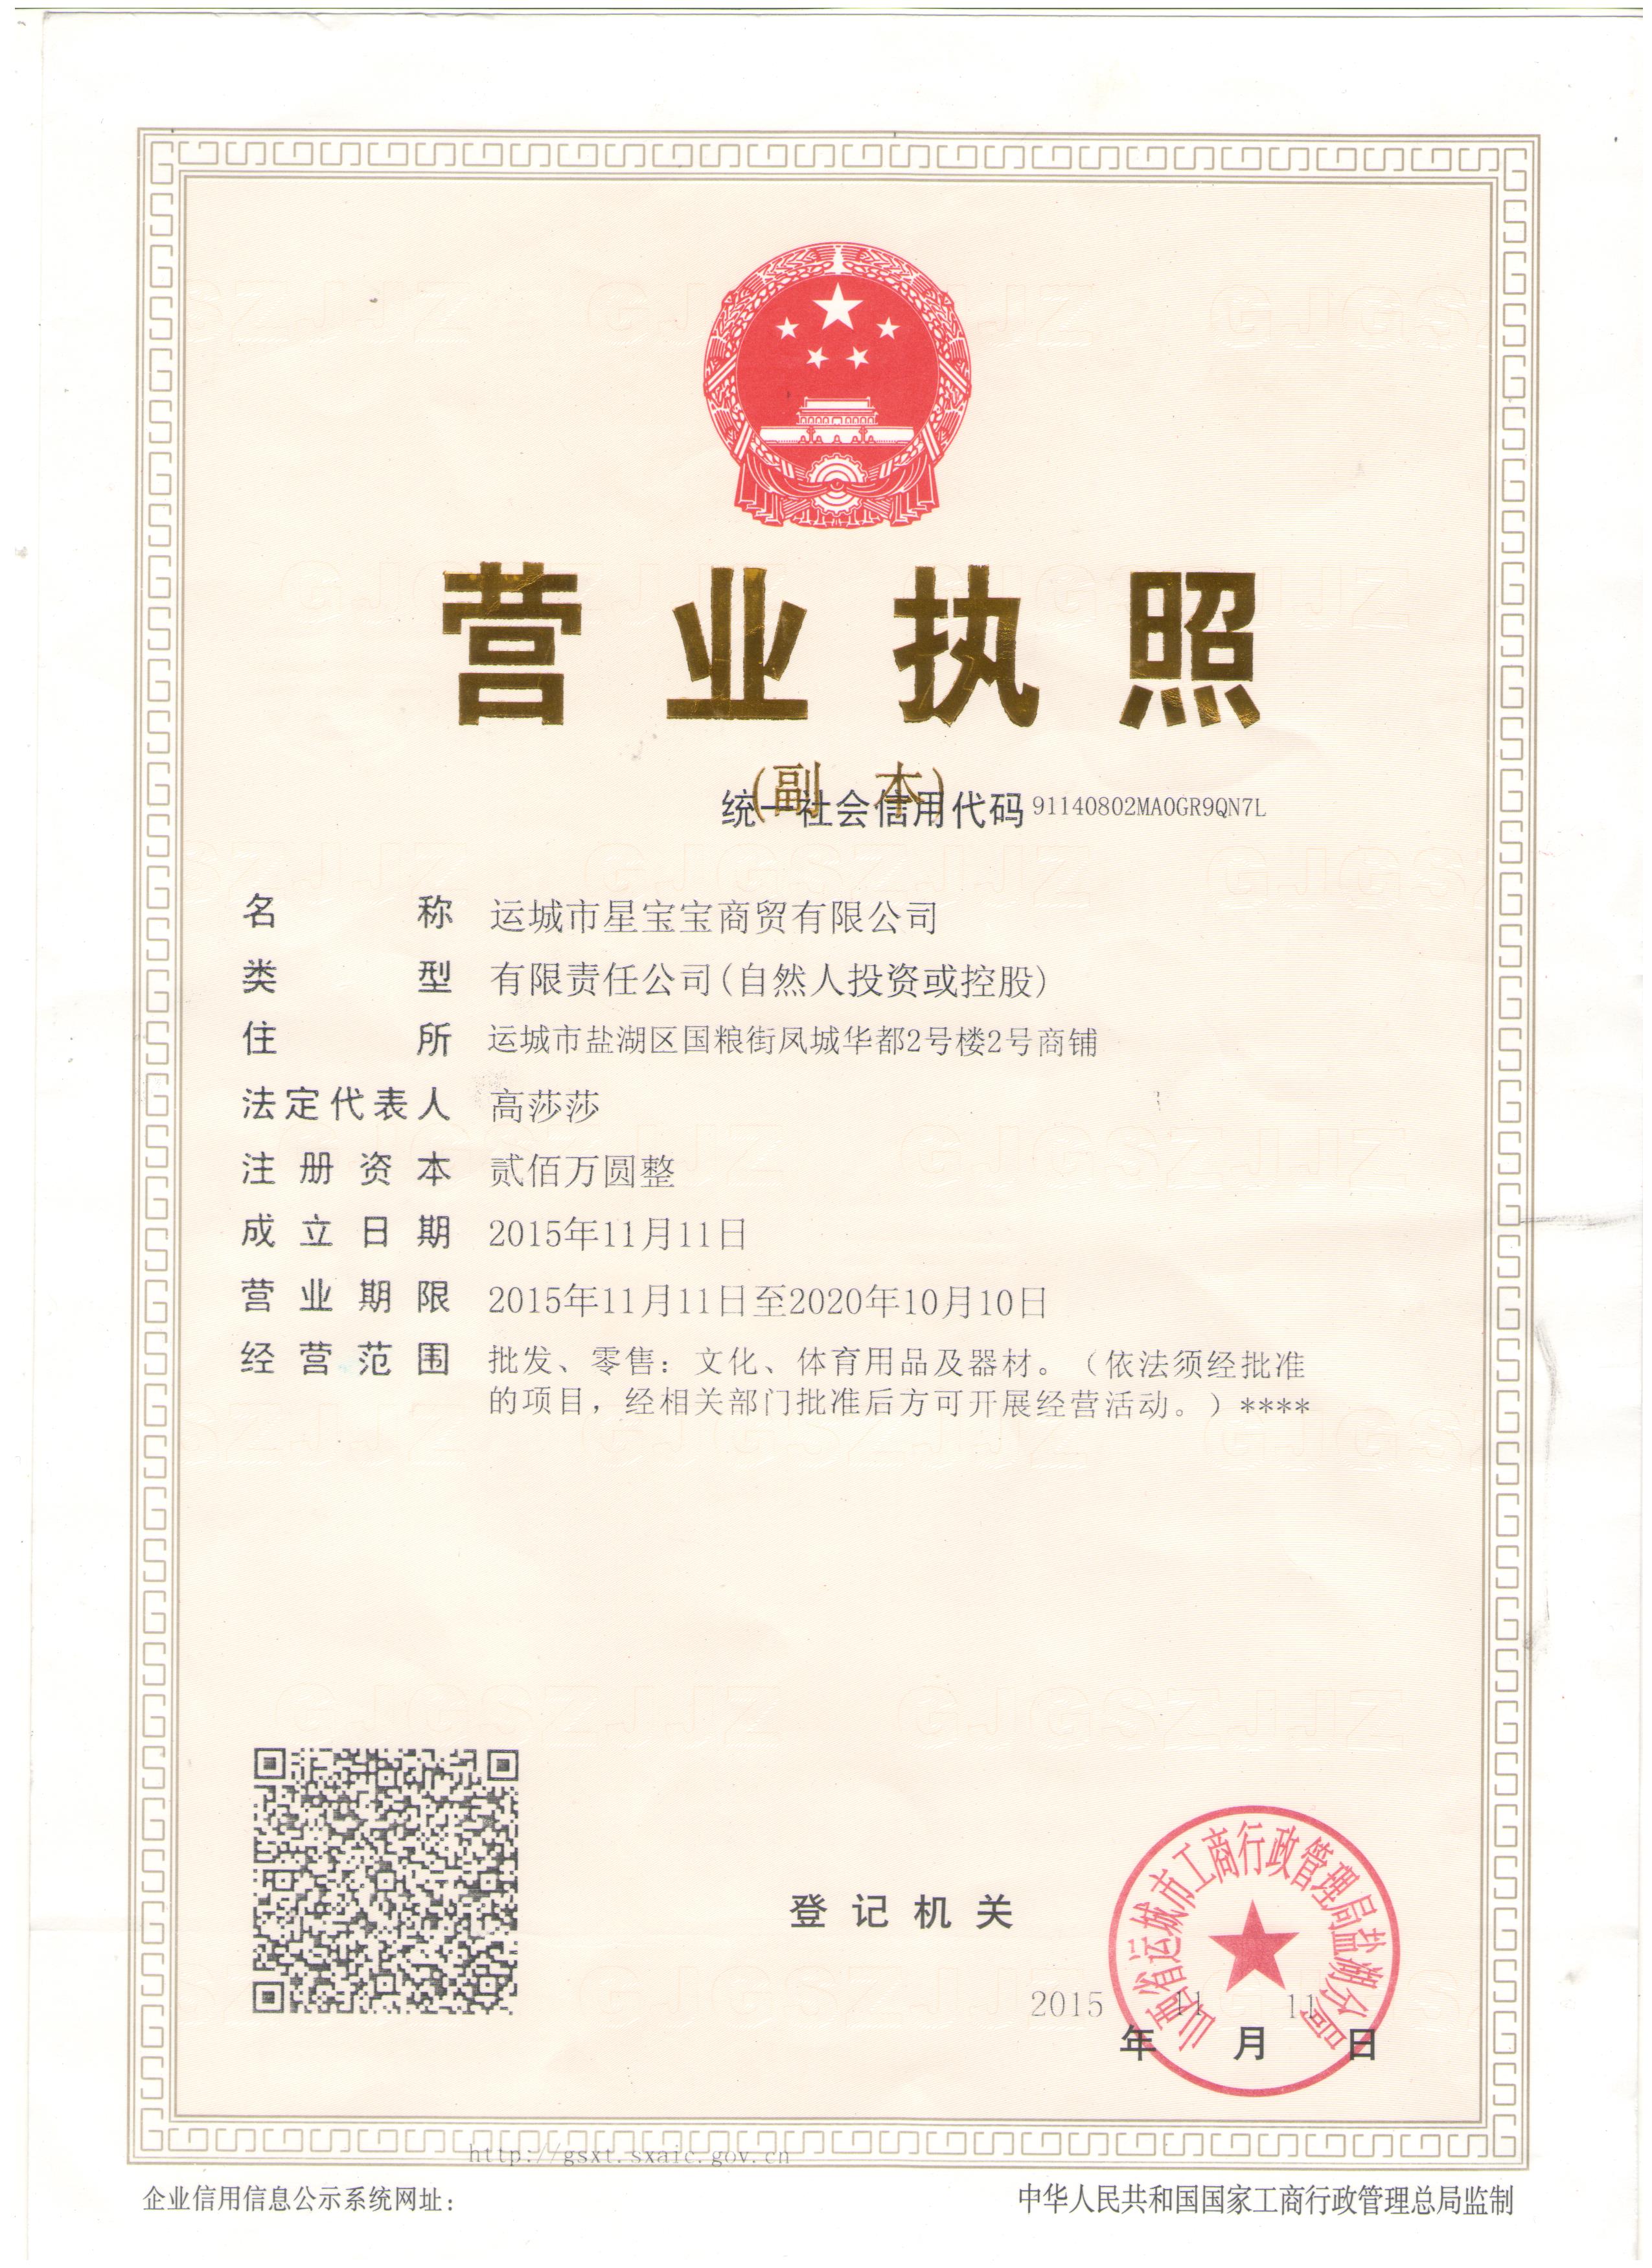 营业执照
(副本)
统一社会信用代码 91140802MA0GR9QN7L
名称 运城市星宝宝商贸有限公司
类型 有限责任公司(自然人投资或控股)
住所 运城市盐湖区国粮街凤城华都2号楼2号商铺
法定代表人 高莎莎
注册资本 贰佰万圆整
成立日期 2015年11月11日
营业期限 2015年11月11日至2020年10月10日
经营范围 批发、零售：文化、体育用品及器材。（依法须经批准
的项目，经相关部门批准后方可开展经营活动。）****
登记机关
山西省运城市工商行政管理局盐湖分局
2015 11 11
年 月 日
http://gsxt.sxaic.gov.cn
企业信用信息公示系统网址：
中华人民共和国国家工商行政管理总局监制